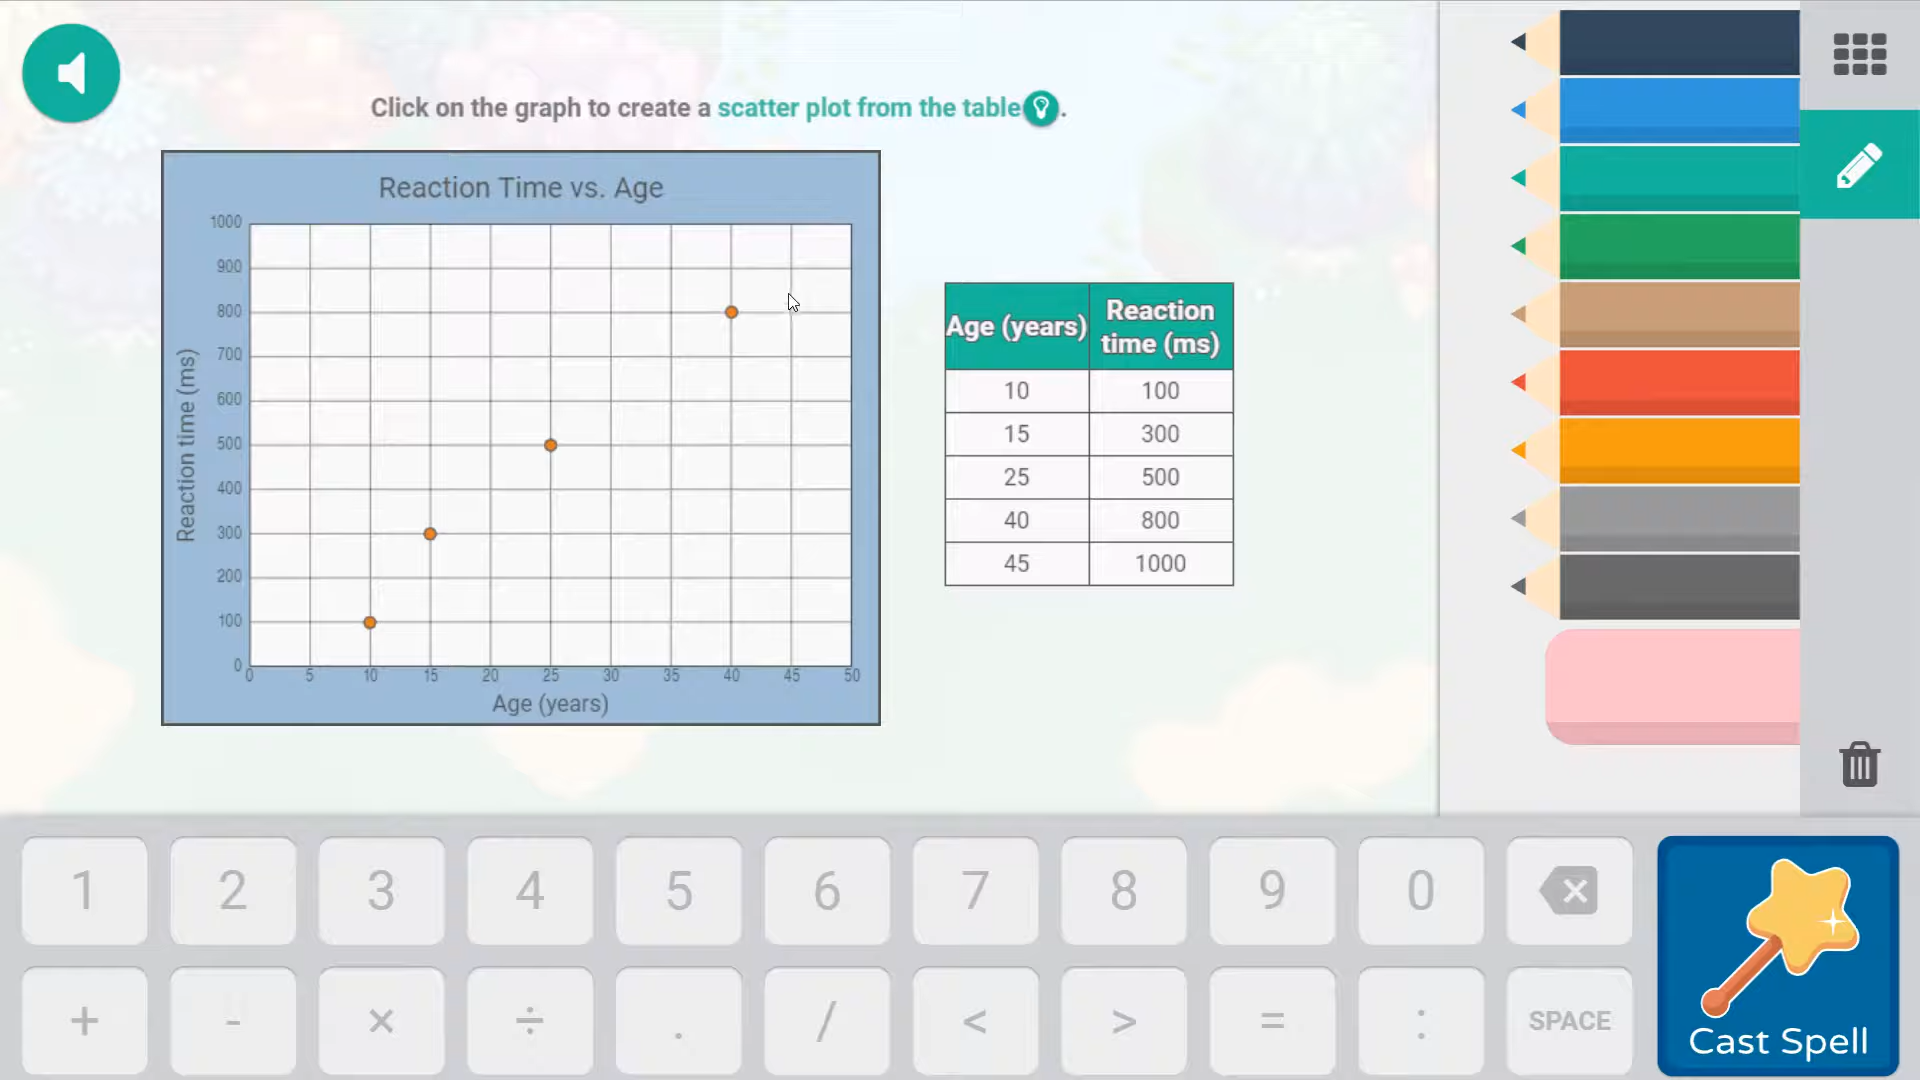 Click on the graph to create a scatter plot from the table.
Reaction Time vs. Age
1000
900
800
700
600
500
400
300
200
100
0
Reaction time (ms)
0 5 10 15 20 25 30 35 40 45 50
Age (years)
Age (years) Reaction time (ms)
10 100
15 300
25 500
40 800
45 1000
1 2 3 4 5 6 7 8 9 0
+ - × ÷ . / < > = : SPACE
Cast Spell